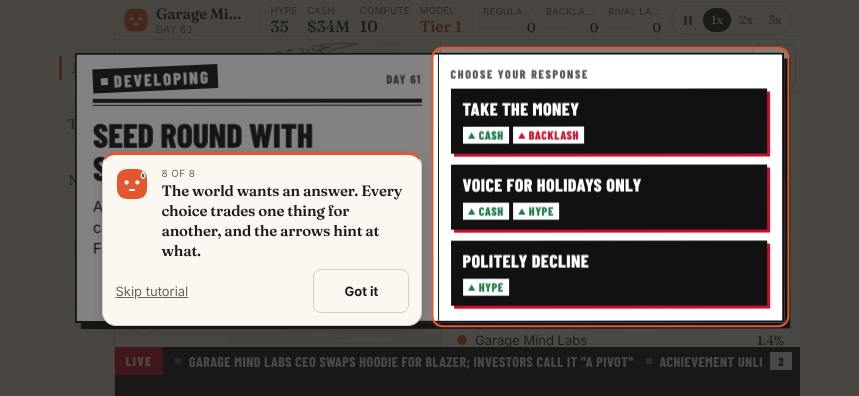 Garage Mi...
DAY 61
HYPE
35
CASH
$34M
COMPUTE
10
MODEL
Tier 1
REGULA...
0
BACKLA...
0
RIVAL LA...
0
1x
2x
3x
DEVELOPING
DAY 61
SEED ROUND WITH
8 OF 8
The world wants an answer. Every
choice trades one thing for
another, and the arrows hint at
what.
Skip tutorial
Got it
CHOOSE YOUR RESPONSE
TAKE THE MONEY
CASH
BACKLASH
VOICE FOR HOLIDAYS ONLY
CASH
HYPE
POLITELY DECLINE
HYPE
Garage Mind Labs
1.4%
LIVE
GARAGE MIND LABS CEO SWAPS HOODIE FOR BLAZER; INVESTORS CALL IT "A PIVOT"
ACHIEVEMENT
2